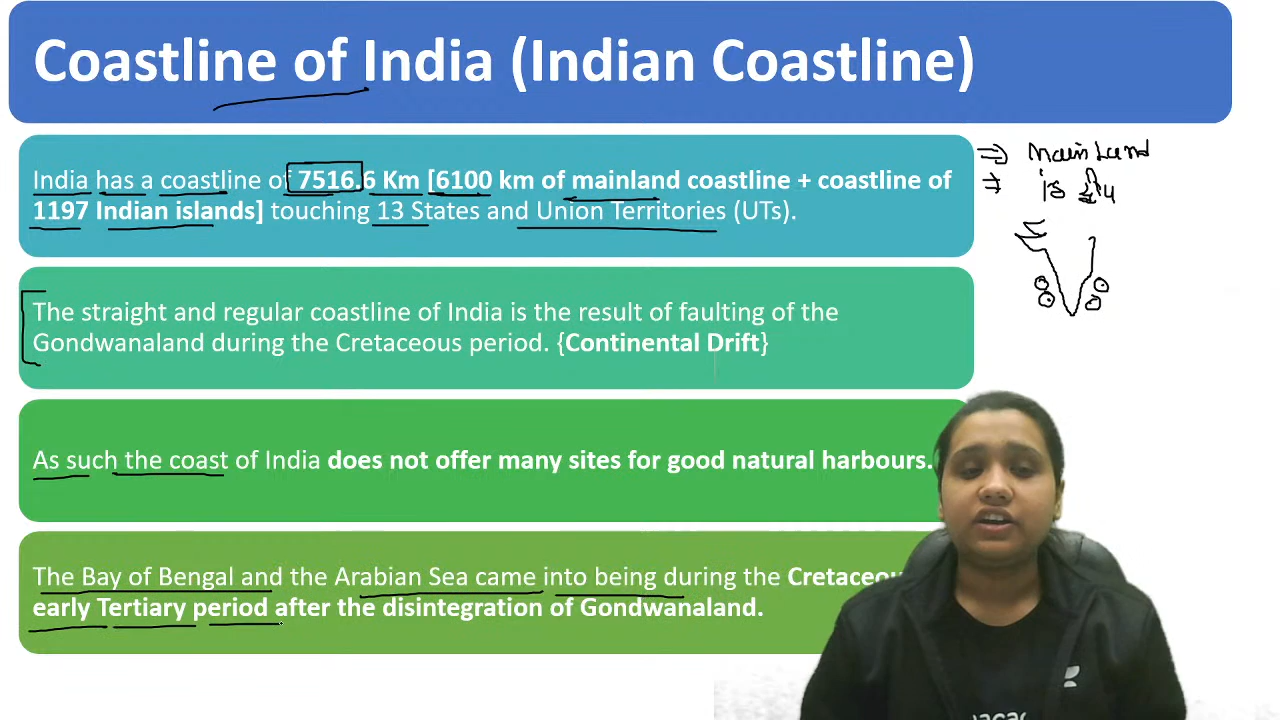 Coastline of India (Indian Coastline)
India has a coastline of 7516.6 Km [6100 km of mainland coastline + coastline of
1197 Indian islands] touching 13 States and Union Territories (UTs).
⇒ Mainland
⇒
The straight and regular coastline of India is the result of faulting of the
Gondwanaland during the Cretaceous period. {Continental Drift}
As such the coast of India does not offer many sites for good natural harbours.
The Bay of Bengal and the Arabian Sea came into being during the
early Tertiary period after the disintegration of Gondwanaland.